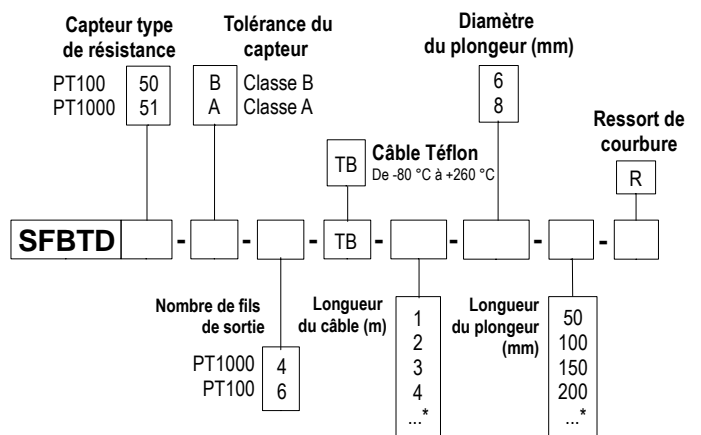 Capteur type
de résistance
PT100 50
PT1000 51
Tolérance du
capteur
B Classe B
A Classe A
Diamètre
du plongeur (mm)
6
8
Ressort de
courbure
R
TB
Câble Téflon
De -80 °C à +260 °C
SFBTD - - - TB - - - -
Nombre de fils
de sortie
PT1000 4
PT100 6
Longueur
du câble (m)
1
2
3
4
...*
Longueur
du plongeur
(mm)
50
100
150
200
...*